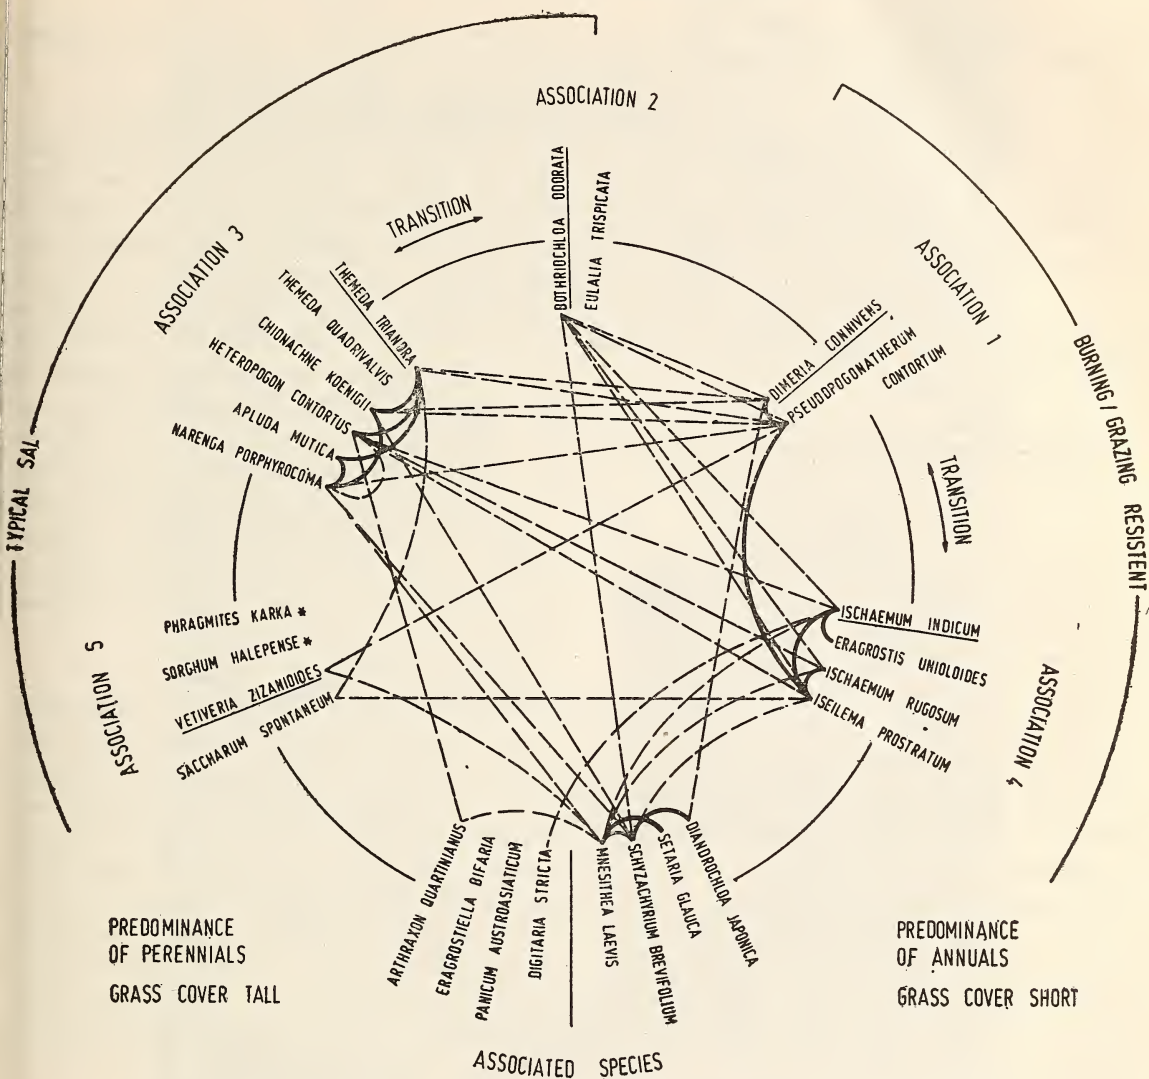 ASSOCIATION 2
BOTHRIOCHLOA ODORATA
EULALIA TRISPICATA
TRANSITION
ASSOCIATION 3
THEMEDA TRIANDRA
THEMEDA QUADRIVALVIS
CHIONACHNE KOENIGII
HETEROPOGON CONTORTUS
APLUDA MUTICA
NARENGA PORPHYROCOMA
TYPICAL SAL
ASSOCIATION 1
DIMERIA CONNIVENS
PSEUDOPOGONATHERUM
CONTORTUM
BURNING / GRAZING RESISTENT
TRANSITION
ISCHAEMUM INDICUM
ERAGROSTIS UNIOLOIDES
ISCHAEMUM RUGOSUM
ISEILEMA PROSTRATUM
ASSOCIATION 4
PHRAGMITES KARKA *
SORGHUM HALEPENSE *
VETIVERIA ZIZANIOIDES
SACCHARUM SPONTANEUM
ASSOCIATION 5
ARTHRAXON QUARTINIANUS
ERAGROSTIELLA BIFARIA
PANICUM AUSTROASIATICUM
DIGITARIA STRICTA
MNESITHEA LAEVIS
SCHYZACHYRIUM BREVIFOLIUM
SETARIA GLAUCA
DIANDROCHLOA JAPONICA
PREDOMINANCE
OF PERENNIALS
GRASS COVER TALL
PREDOMINANCE
OF ANNUALS
GRASS COVER SHORT
ASSOCIATED SPECIES